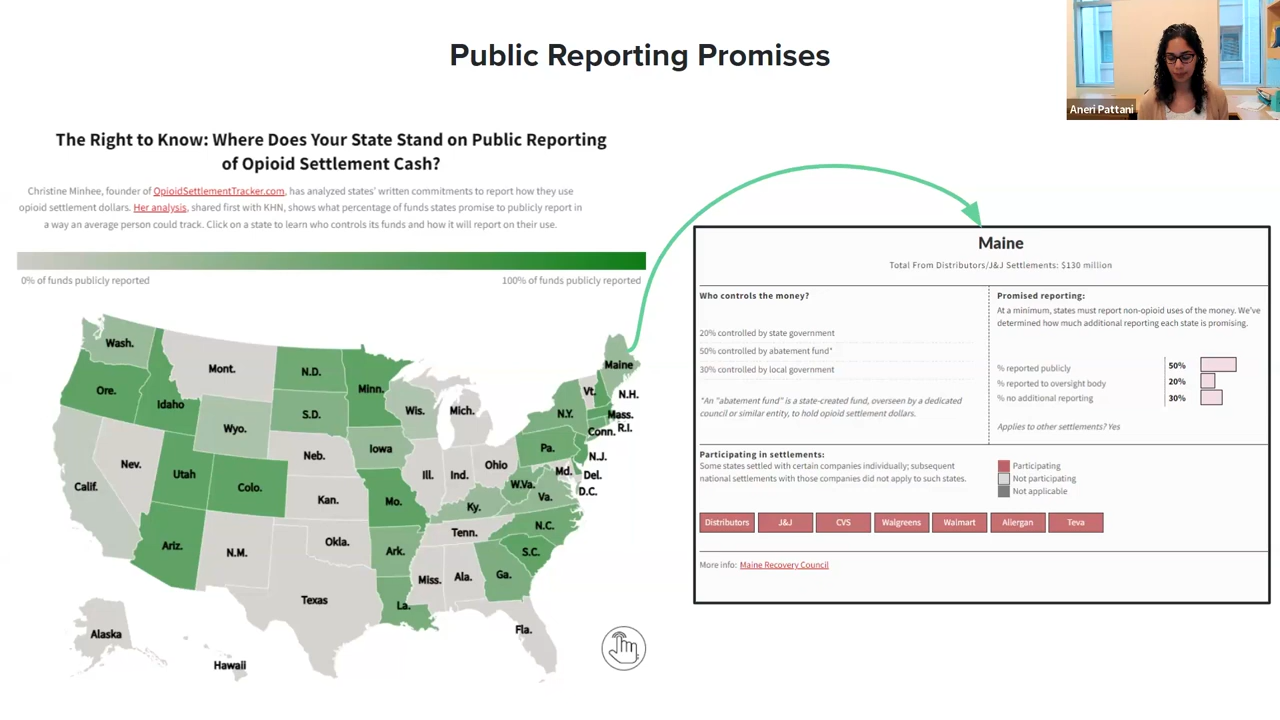 Public Reporting Promises
Aneri Pattani
The Right to Know: Where Does Your State Stand on Public Reporting
of Opioid Settlement Cash?
Christine Minhee, founder of OpioidSettlementTracker.com, has analyzed states' written commitments to report how they use
opioid settlement dollars. Her analysis, shared first with KHN, shows what percentage of funds states promise to publicly report in
a way an average person could track. Click on a state to learn who controls its funds and how it will report on their use.
0% of funds publicly reported
100% of funds publicly reported
Wash.
Ore.
Idaho
Mont.
N.D.
Minn.
S.D.
Wyo.
Wis.
Mich.
N.Y.
Vt.
Maine
N.H.
Mass.
Conn.
R.I.
Calif.
Nev.
Utah
Colo.
Neb.
Iowa
Ill.
Ind.
Ohio
Pa.
N.J.
Md.
Del.
D.C.
W.Va.
Va.
Ky.
Kan.
Mo.
Ariz.
N.M.
Okla.
Ark.
Tenn.
N.C.
S.C.
Texas
La.
Miss.
Ala.
Ga.
Fla.
Alaska
Hawaii
Maine
Total From Distributors/J&J Settlements: $130 million
Who controls the money?
20% controlled by state government
50% controlled by abatement fund*
30% controlled by local government
*An "abatement fund" is a state-created fund, overseen by a dedicated
council or similar entity, to hold opioid settlement dollars.
Promised reporting:
At a minimum, states must report non-opioid uses of the money. We've
determined how much additional reporting each state is promising.
% reported publicly 50%
% reported to oversight body 20%
% no additional reporting 30%
Applies to other settlements? Yes
Participating in settlements:
Some states settled with certain companies individually; subsequent
national settlements with those companies did not apply to such states.
Participating
Not participating
Not applicable
Distributors J&J CVS Walgreens Walmart Allergan Teva
More info: Maine Recovery Council